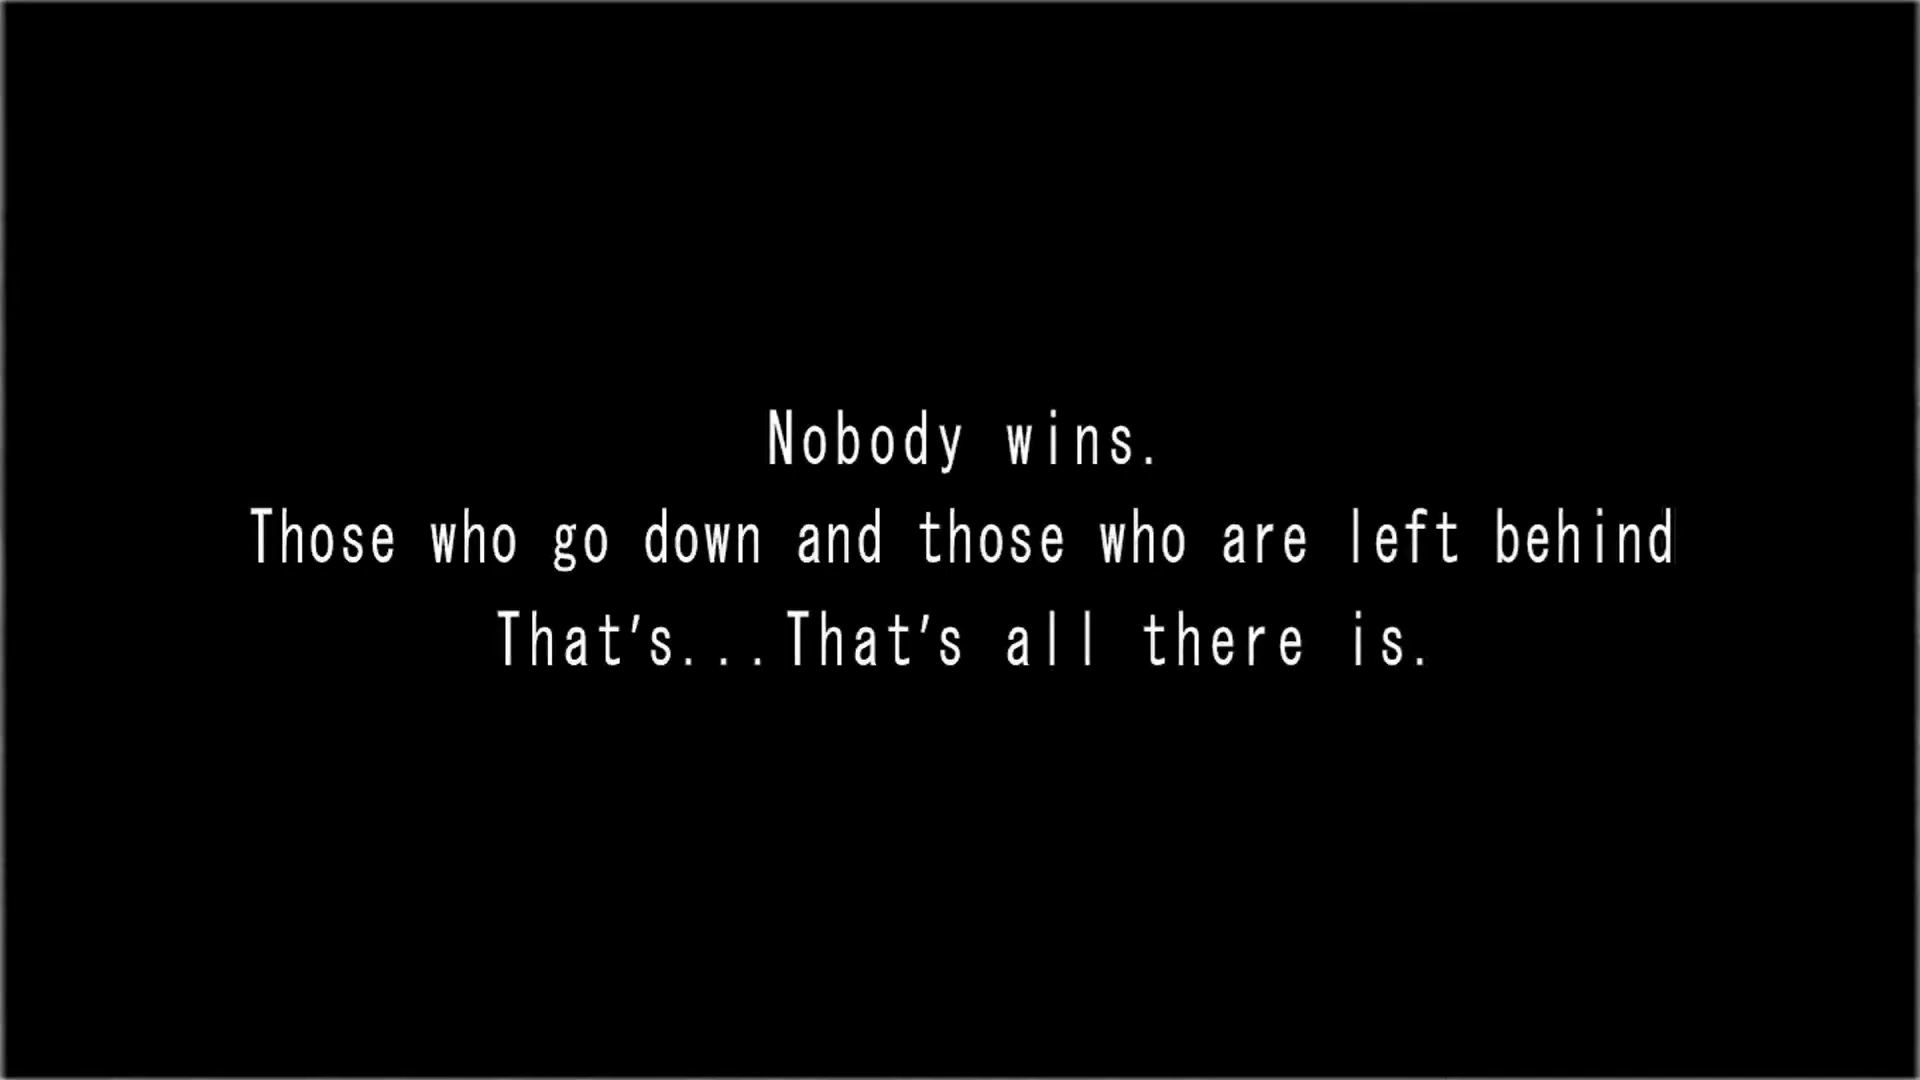 Nobody wins.
Those who go down and those who are left behind
That's...That's all there is.